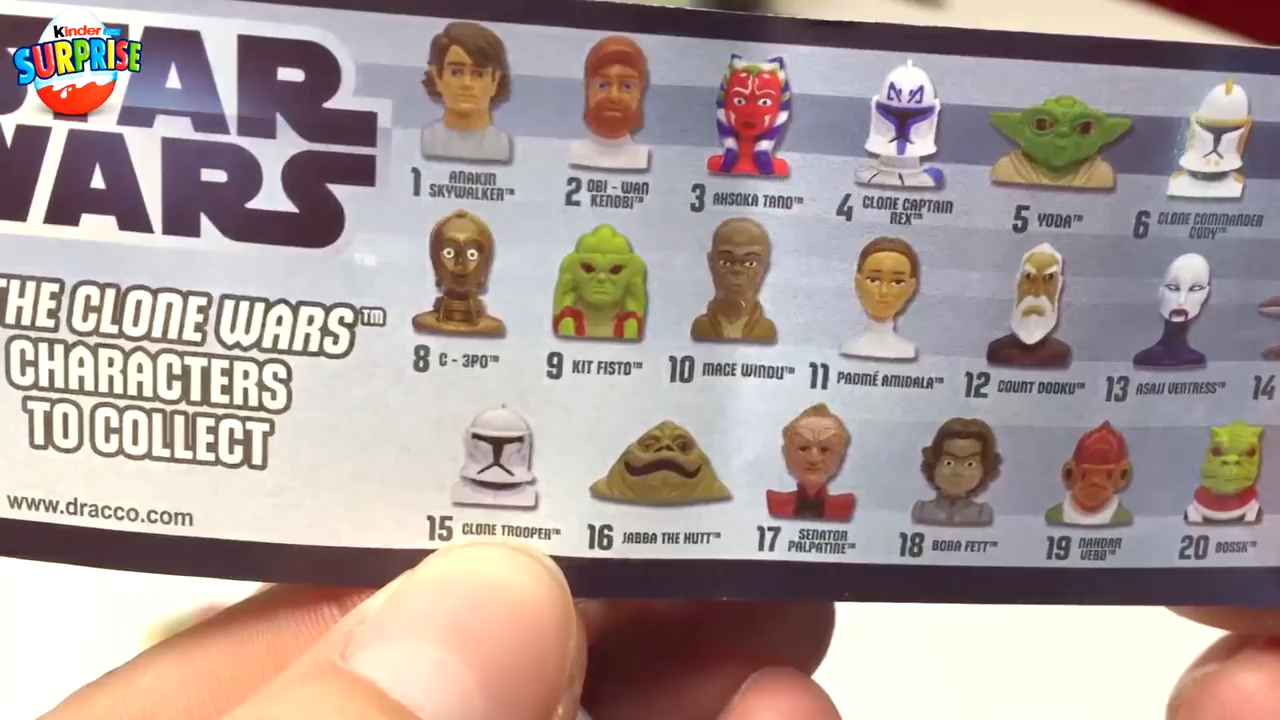 Kinder
SURPRISE
STAR
WARS™
THE CLONE WARS™
CHARACTERS
TO COLLECT
www.dracco.com
1 ANAKIN
SKYWALKER™
2 OBI-WAN
KENOBI™
3 AHSOKA TANO™
4 CLONE CAPTAIN
REX™
5 YODA™
6 CLONE COMMANDER
CODY™
8 C-3PO™
9 KIT FISTO™
10 MACE WINDU™
11 PADMÉ AMIDALA™
12 COUNT DOOKU™
13 ASAJJ VENTRESS™
14
15 CLONE TROOPER™
16 JABBA THE HUTT™
17 SENATOR
PALPATINE™
18 BOBA FETT™
19 NAHDAR
VEBB™
20 BOSSK™